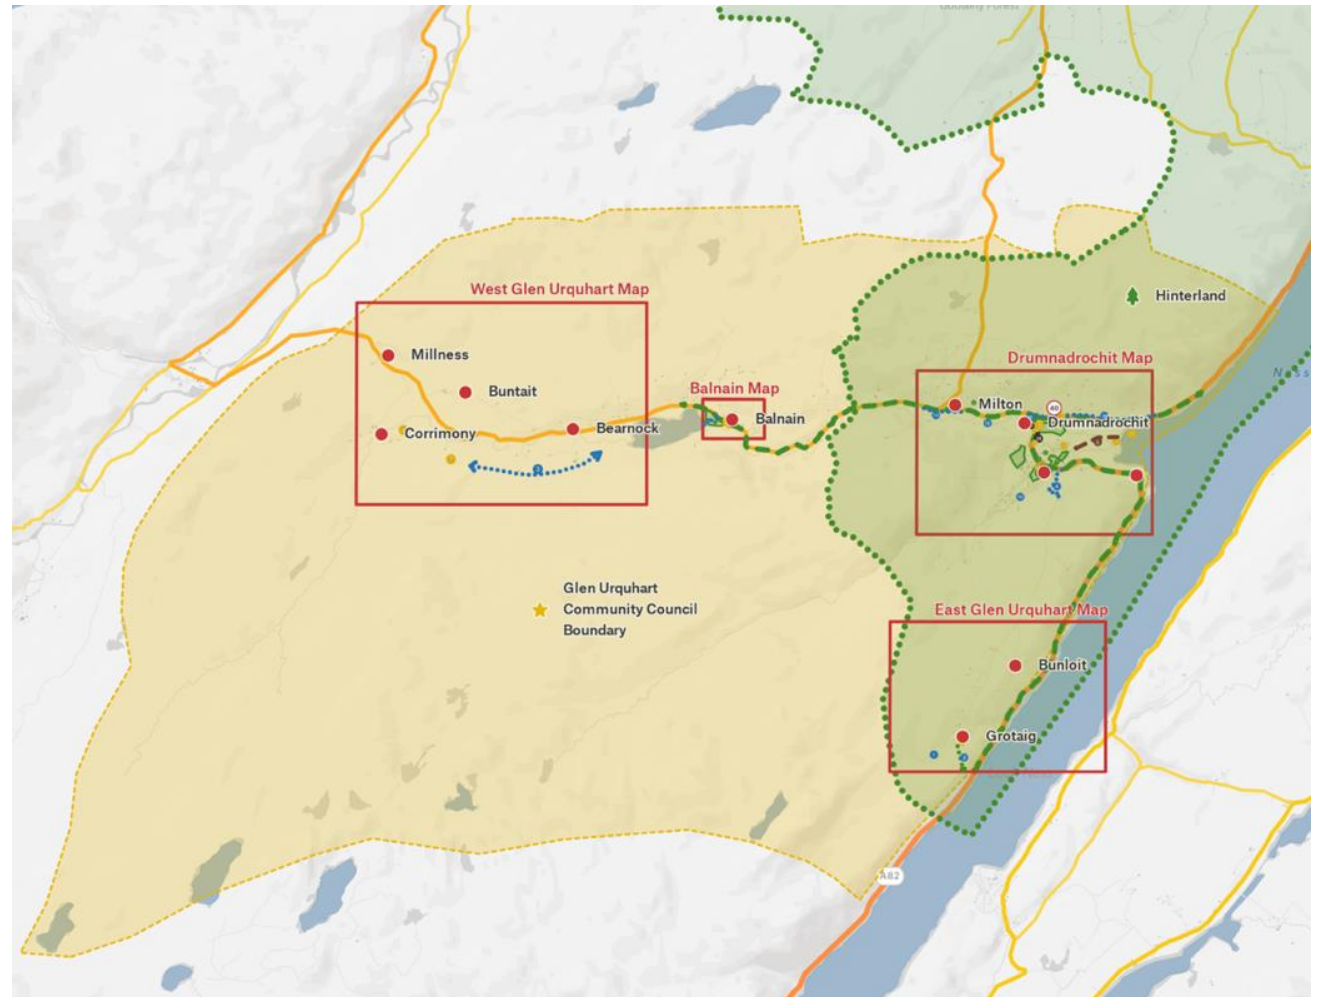 Hinterland
West Glen Urquhart Map
Drumnadrochit Map
Millness
Balnain Map
Buntait
Milton
40
Balnain
Drumnadrochit
Bearnock
Corrimony
Glen Urquhart
Community Council
Boundary
East Glen Urquhart Map
Bunloit
Grotaig
A82